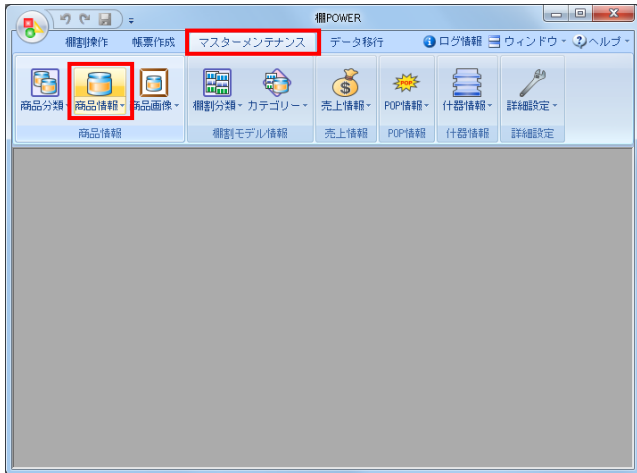 棚POWER
棚割操作 帳票作成 マスターメンテナンス データ移行 ログ情報 ウィンドウ ヘルプ
商品分類 商品情報 商品画像 棚割分類 カテゴリー 売上情報 POP情報 什器情報 詳細設定
商品情報 棚割モデル情報 売上情報 POP情報 什器情報 詳細設定